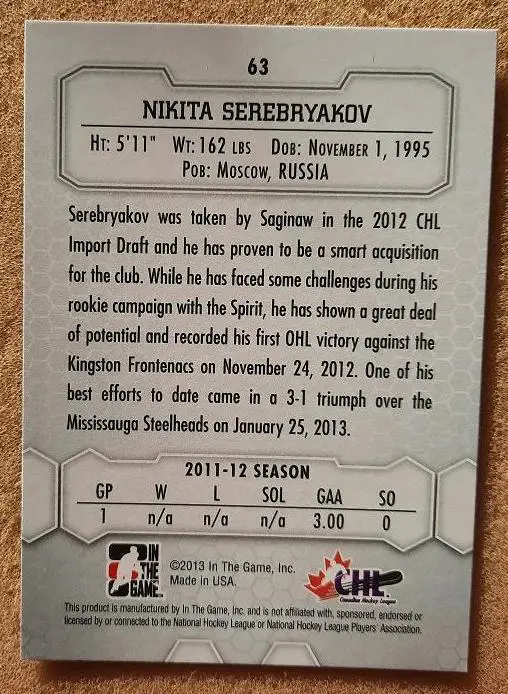 63
NIKITA SEREBRYAKOV
HT: 5'11" WT: 162 LBS DOB: NOVEMBER 1, 1995
POB: MOSCOW, RUSSIA
Serebryakov was taken by Saginaw in the 2012 CHL
Import Draft and he has proven to be a smart acquisition
for the club. While he has faced some challenges during his
rookie campaign with the Spirit, he has shown a great deal
of potential and recorded his first OHL victory against the
Kingston Frontenacs on November 24, 2012. One of his
best efforts to date came in a 3-1 triumph over the
Mississauga Steelheads on January 25, 2013.
2011-12 SEASON
GP W L SOL GAA SO
1 n/a n/a n/a 3.00 0
IN THE GAME
©2013 In The Game, Inc.
Made in USA.
CHL
Canadian Hockey League
This product is manufactured by In The Game, Inc. and is not affiliated with, sponsored, endorsed or
licensed by or connected to the National Hockey League or National Hockey League Players' Association.